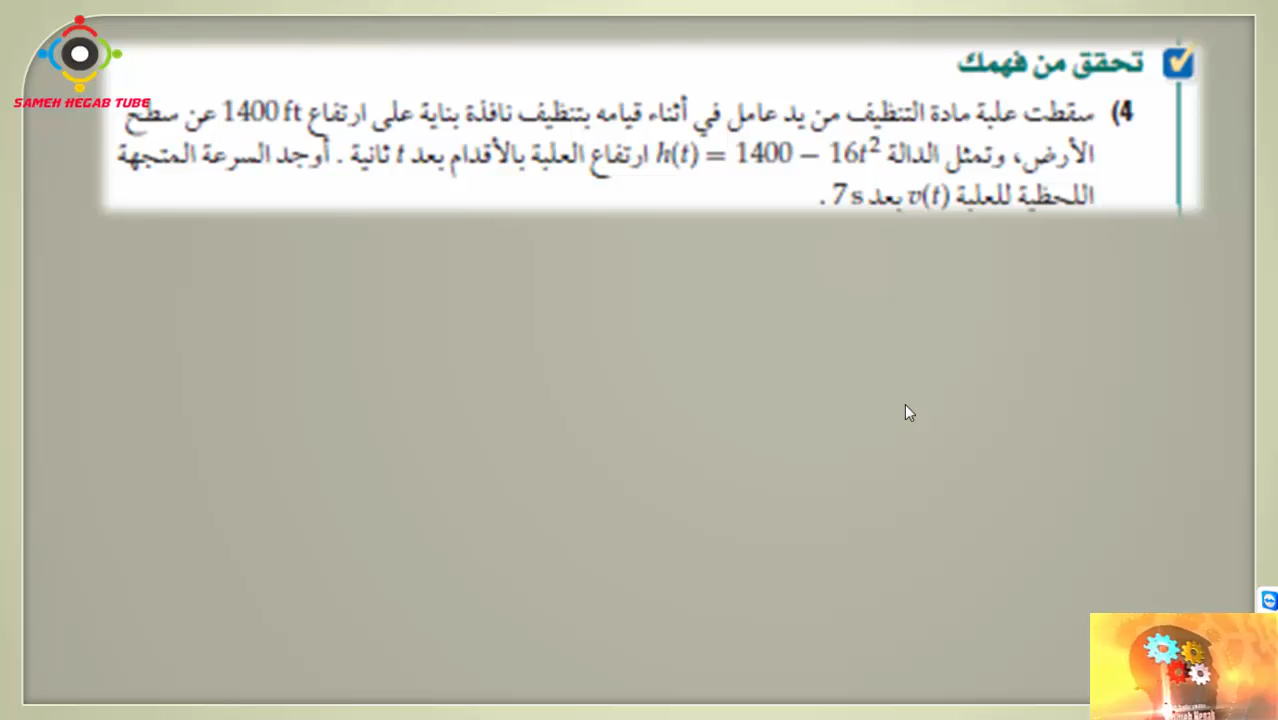 SAMEH HEGAB TUBE
تحقق من فهمك
4) سقطت علبة مادة التنظيف من يد عامل في أثناء قيامه بتنظيف نافذة بناية على ارتفاع 1400 ft عن سطح
الأرض، وتمثل الدالة h(t) = 1400 − 16t² ارتفاع العلبة بالأقدام بعد t ثانية . أوجد السرعة المتجهة
اللحظية للعلبة v(t) بعد 7 s .